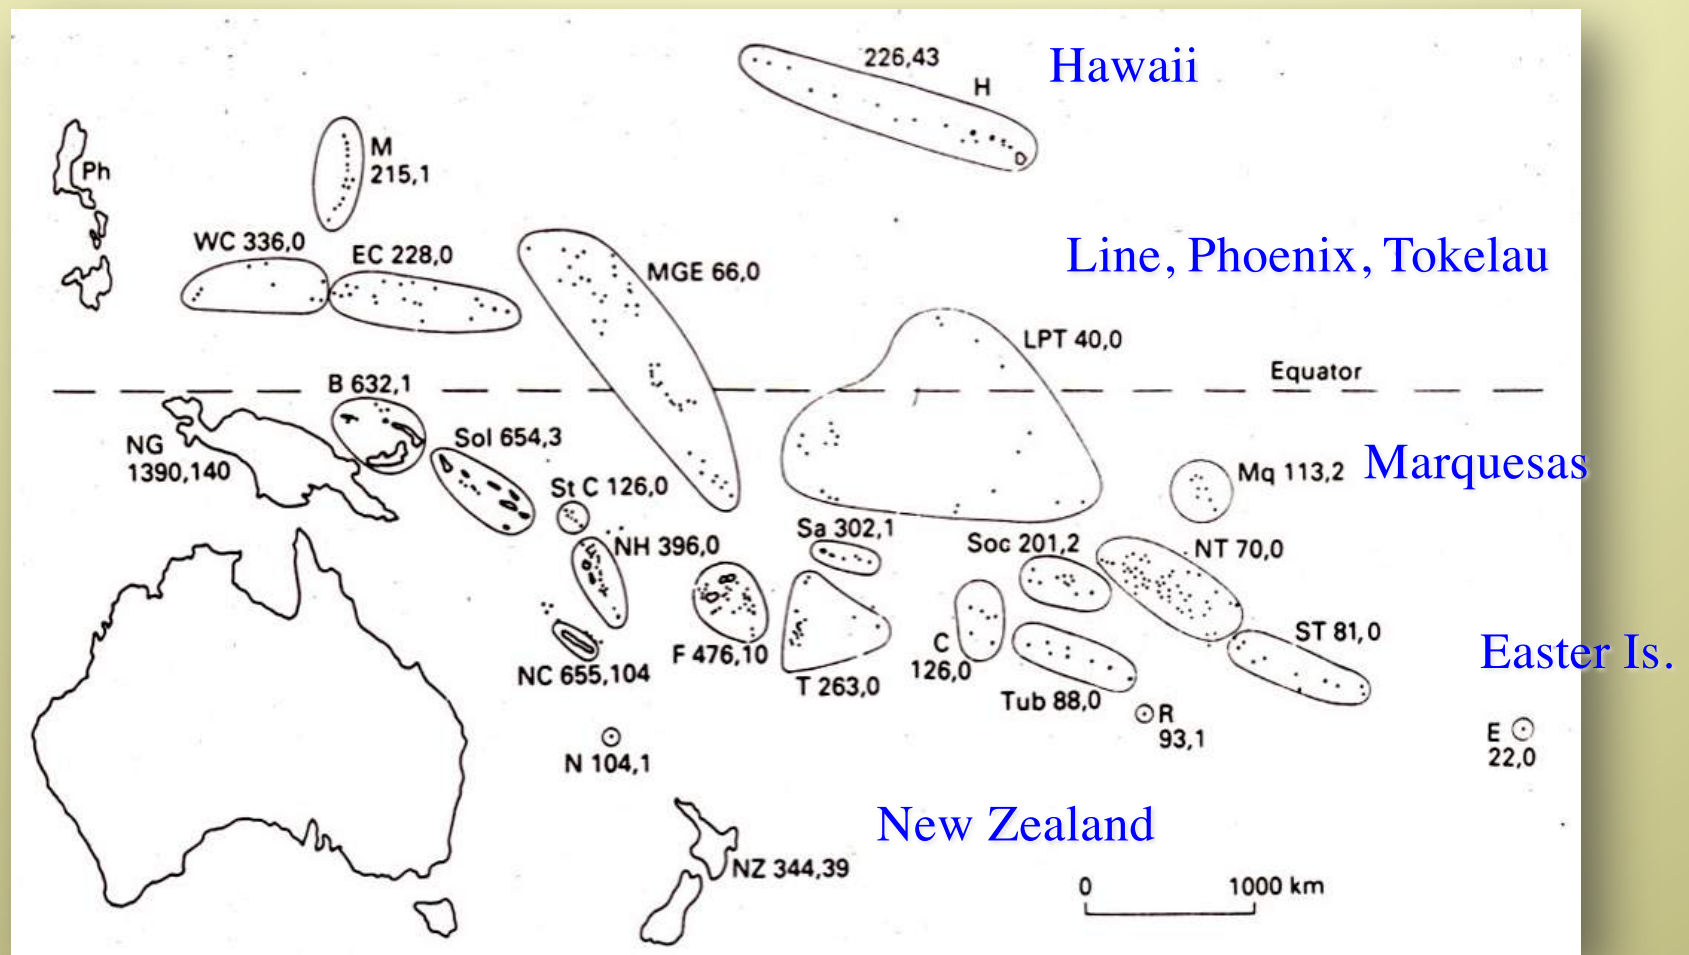 226,43
Hawaii
H
M
215,1
Ph
WC 336,0
EC 228,0
MGE 66,0
Line, Phoenix, Tokelau
LPT 40,0
Equator
B 632,1
NG
1390,140
Sol 654,3
St C 126,0
Mq 113,2
Marquesas
NH 396,0
Sa 302,1
Soc 201,2
NT 70,0
NC 655,104
F 476,10
T 263,0
C
126,0
Tub 88,0
ST 81,0
Easter Is.
R
93,1
E
22,0
N 104,1
New Zealand
NZ 344,39
0
1000 km